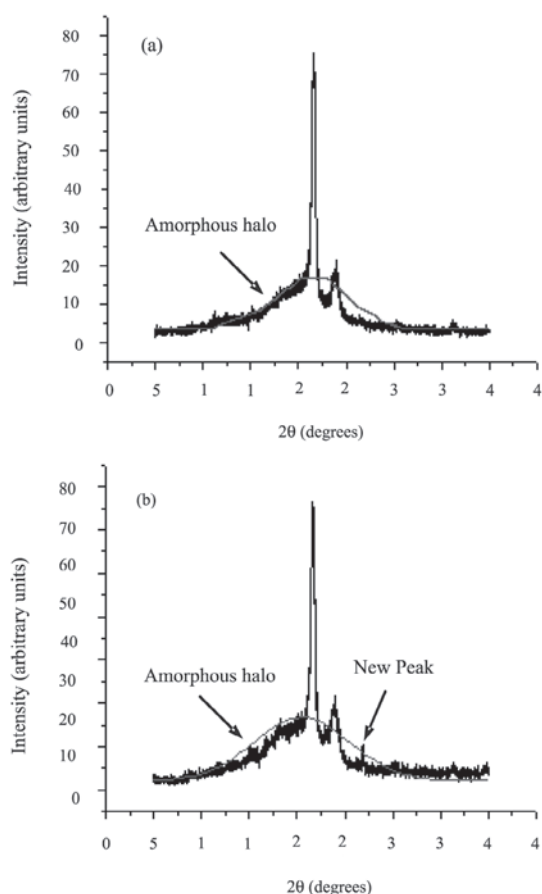 80
(a)
70
60
50
40
Amorphous halo
30
20
10
0
Intensity (arbitrary units)
0 5 1 1 2 2 3 3 4 4
2θ (degrees)
80
(b)
70
60
50
40
Amorphous halo
New Peak
30
20
10
0
Intensity (arbitrary units)
0 5 1 1 2 2 3 3 4 4
2θ (degrees)